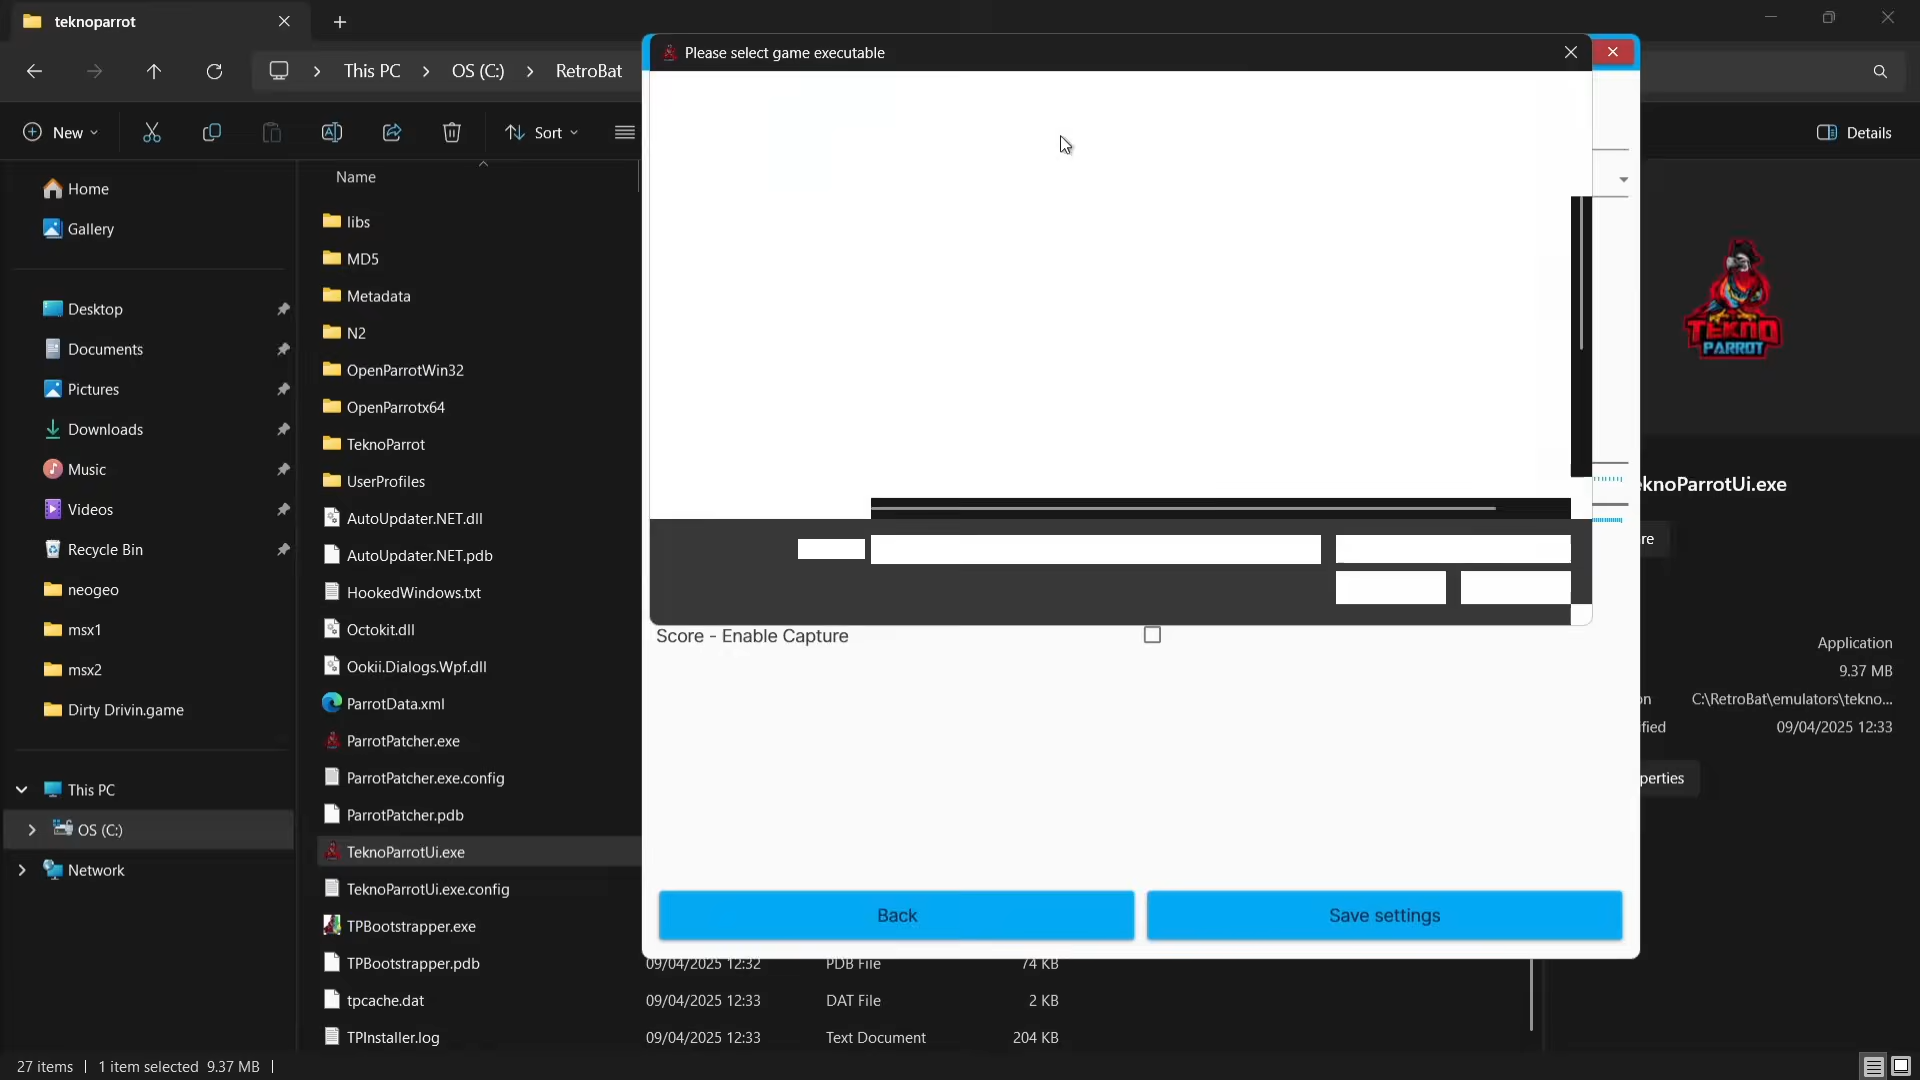 teknoparrot
This PC
OS (C:)
RetroBat
New
Sort
Details
Home
Gallery
Desktop
Documents
Pictures
Downloads
Music
Videos
Recycle Bin
neogeo
msx1
msx2
Dirty Drivin.game
This PC
OS (C:)
Network
Name
libs
MD5
Metadata
N2
OpenParrotWin32
OpenParrotx64
TeknoParrot
UserProfiles
AutoUpdater.NET.dll
AutoUpdater.NET.pdb
HookedWindows.txt
Octokit.dll
Ookii.Dialogs.Wpf.dll
ParrotData.xml
ParrotPatcher.exe
ParrotPatcher.exe.config
ParrotPatcher.pdb
TeknoParrotUi.exe
TeknoParrotUi.exe.config
TPBootstrapper.exe
TPBootstrapper.pdb 09/04/2025 12:32 PDB File 74 KB
tpcache.dat 09/04/2025 12:33 DAT File 2 KB
TPInstaller.log 09/04/2025 12:33 Text Document 204 KB
Please select game executable
Score - Enable Capture
Back
Save settings
TEKNO
PARROT
eknoParrotUi.exe
re
Application
9.37 MB
on C:\RetroBat\emulators\tekno...
ified 09/04/2025 12:33
perties
27 items
1 item selected 9.37 MB